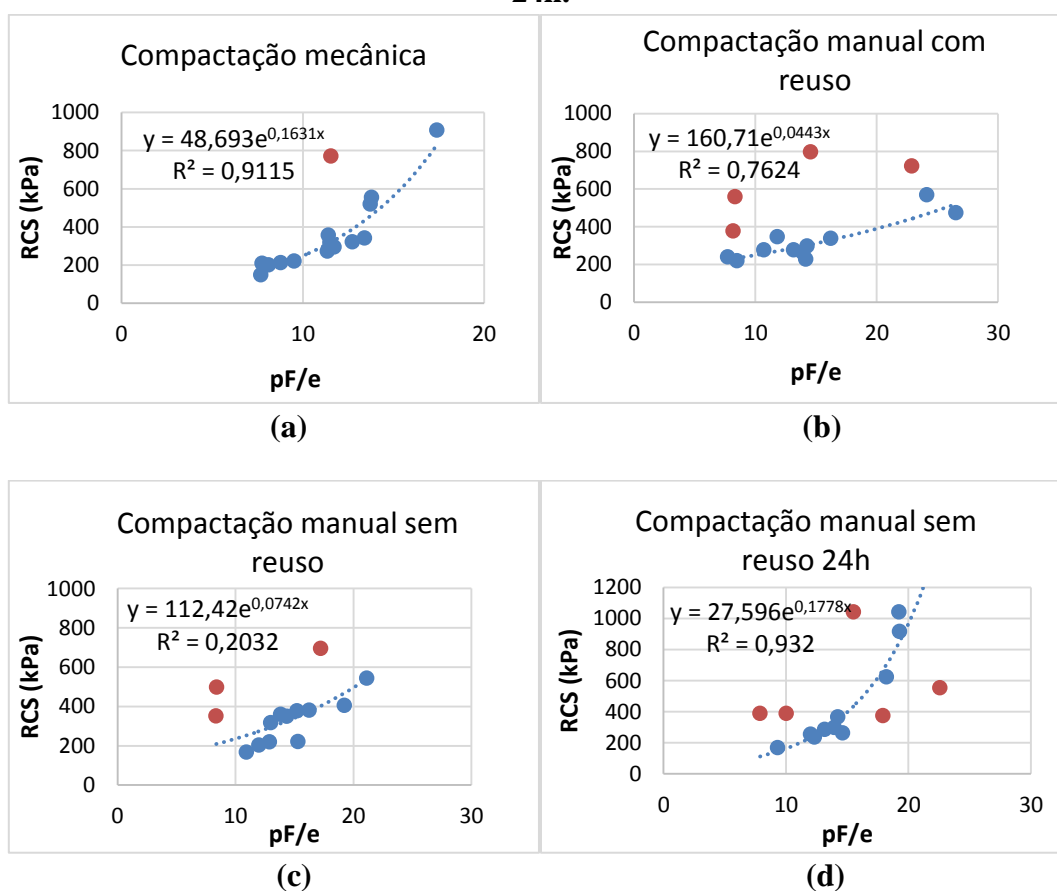 24h.
Compactação mecânica
1000
800
600
400
200
0
y = 48,693e^0,1631x
R² = 0,9115
RCS (kPa)
0 10 20
pF/e
(a)
Compactação manual com
reuso
1000
800
600
400
200
0
y = 160,71e^0,0443x
R² = 0,7624
RCS (kPa)
0 10 20 30
pF/e
(b)
Compactação manual sem
reuso
1000
800
600
400
200
0
y = 112,42e^0,0742x
R² = 0,2032
RCS (kPa)
0 10 20 30
pF/e
(c)
Compactação manual sem
reuso 24h
1200
1000
800
600
400
200
0
y = 27,596e^0,1778x
R² = 0,932
RCS (kPa)
0 10 20 30
pF/e
(d)